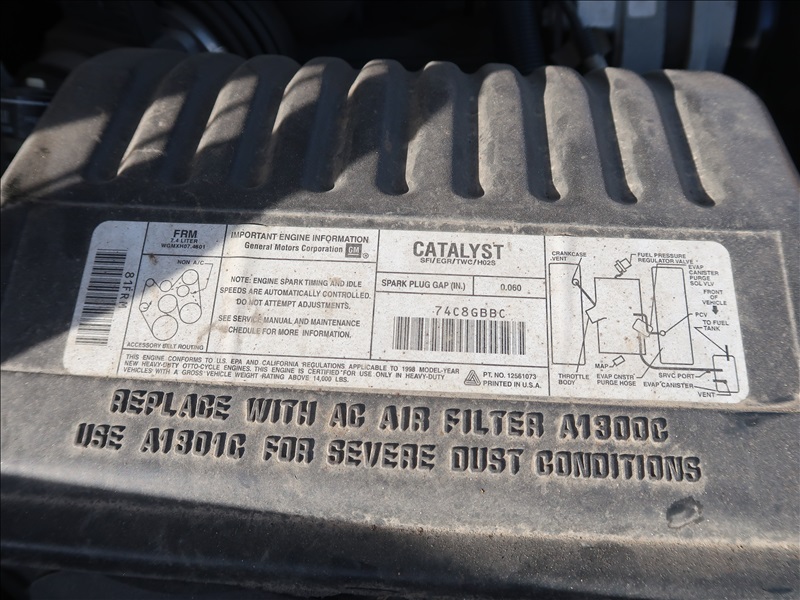 81FRM
FRM
7.4 LITER
WGMXH07.4601
NON A/C
ACCESSORY BELT ROUTING
IMPORTANT ENGINE INFORMATION
General Motors Corporation GM ®
NOTE: ENGINE SPARK TIMING AND IDLE
SPEEDS ARE AUTOMATICALLY CONTROLLED.
DO NOT ATTEMPT ADJUSTMENTS.
SEE SERVICE MANUAL AND MAINTENANCE
SCHEDULE FOR MORE INFORMATION.
CATALYST
SFI/EGR/TWC/HO2S
SPARK PLUG GAP (IN.) 0.060
74C8GBBC
CRANKCASE
VENT
FUEL PRESSURE
REGULATOR VALVE
EVAP
CANISTER
PURGE
SOL VLV
FRONT OF
VEHICLE
PCV
TO FUEL
TANK
MAP
THROTTLE
BODY
EVAP CNSTR
PURGE HOSE
SRVC PORT
EVAP CANISTER
VENT
THIS ENGINE CONFORMS TO U.S. EPA AND CALIFORNIA REGULATIONS APPLICABLE TO 1998 MODEL-YEAR
NEW HEAVY-DUTY OTTO-CYCLE ENGINES. THIS ENGINE IS CERTIFIED FOR USE ONLY IN HEAVY-DUTY
VEHICLES WITH A GROSS VEHICLE WEIGHT RATING ABOVE 14,000 LBS.
PT. NO. 12561073
PRINTED IN U.S.A.
REPLACE WITH AC AIR FILTER A1300C
USE A1301C FOR SEVERE DUST CONDITIONS